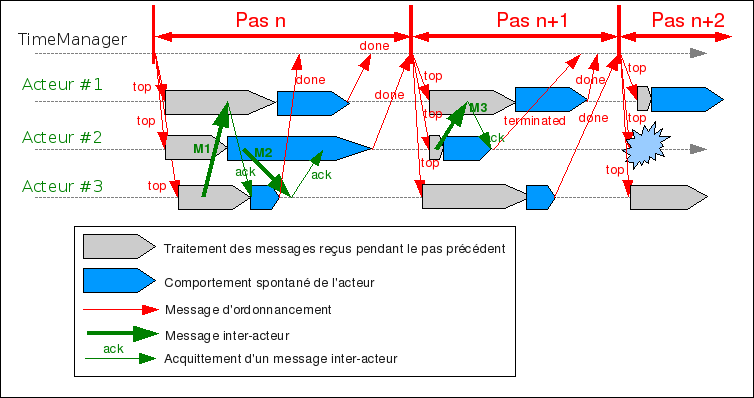 Pas n
Pas n+1
Pas n+2
TimeManager
done
Acteur #1
top
done
done
top
M3
top
done
top
top
terminated
top
done
Acteur #2
M1
M2
ack
ack
ack
top
Acteur #3
top
top
top
Traitement des messages reçus pendant le pas précédent
Comportement spontané de l'acteur
Message d'ordonnancement
Message inter-acteur
ack
Acquittement d'un message inter-acteur